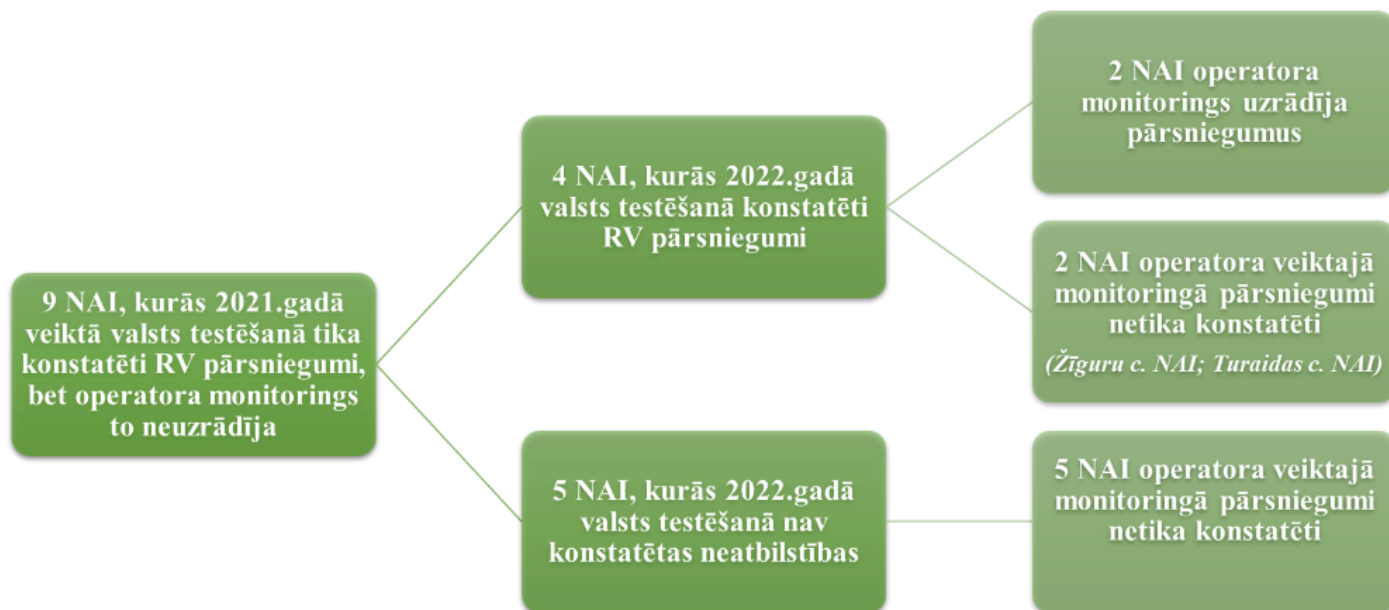 9 NAI, kurās 2021.gadā
veiktā valsts testēšanā tika
konstatēti RV pārsniegumi,
bet operatora monitorings
to neuzrādīja
4 NAI, kurās 2022.gadā
valsts testēšanā konstatēti
RV pārsniegumi
2 NAI operatora
monitorings uzrādīja
pārsniegumus
2 NAI operatora veiktajā
monitoringā pārsniegumi
netika konstatēti
(Žīguru c. NAI; Turaidas c. NAI)
5 NAI, kurās 2022.gadā
valsts testēšanā nav
konstatētas neatbilstības
5 NAI operatora veiktajā
monitoringā pārsniegumi
netika konstatēti